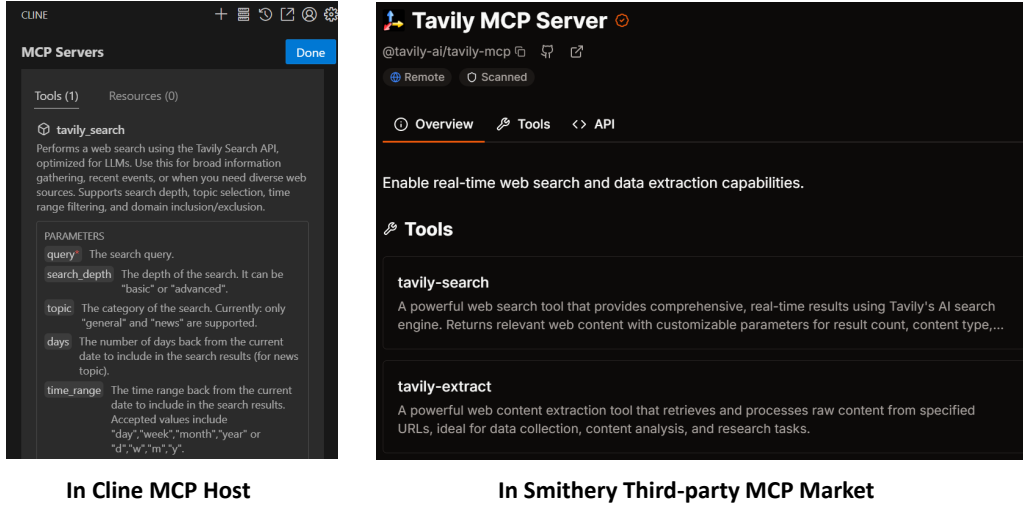 CLINE
MCP Servers
Done
Tools (1)
Resources (0)
tavily_search
Performs a web search using the Tavily Search API,
optimized for LLMs. Use this for broad information
gathering, recent events, or when you need diverse web
sources. Supports search depth, topic selection, time
range filtering, and domain inclusion/exclusion.
PARAMETERS
query* The search query.
search_depth The depth of the search. It can be
"basic" or "advanced".
topic The category of the search. Currently: only
"general" and "news" are supported.
days The number of days back from the current
date to include in the search results (for news
topic).
time_range The time range back from the current
date to include in the search results.
Accepted values include
"day","week","month","year" or
"d","w","m","y".
In Cline MCP Host
Tavily MCP Server
@tavily-ai/tavily-mcp
Remote
Scanned
Overview
Tools
<> API
Enable real-time web search and data extraction capabilities.
Tools
tavily-search
A powerful web search tool that provides comprehensive, real-time results using Tavily's AI search
engine. Returns relevant web content with customizable parameters for result count, content type,...
tavily-extract
A powerful web content extraction tool that retrieves and processes raw content from specified
URLs, ideal for data collection, content analysis, and research tasks.
In Smithery Third-party MCP Market